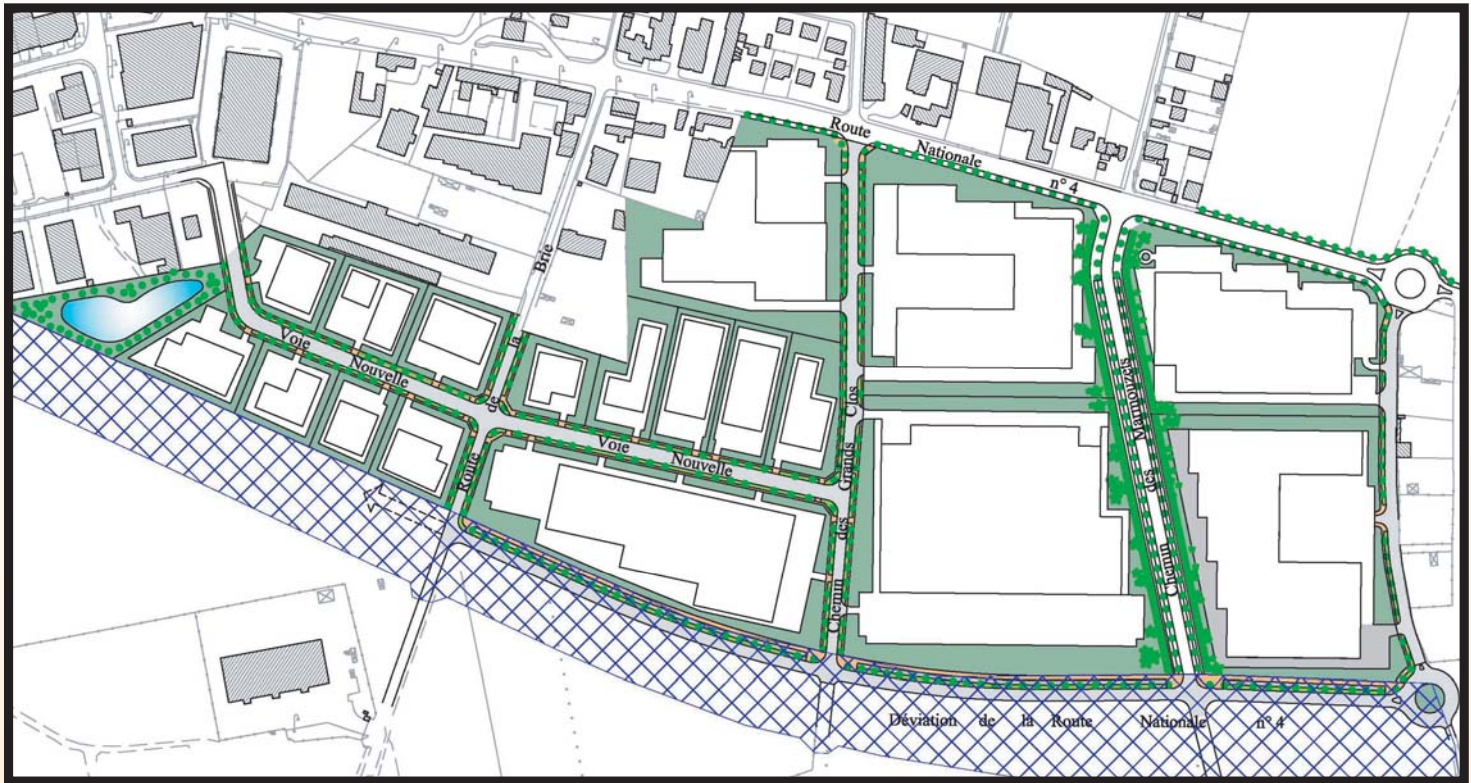 Route Nationale n° 4
Route de la Brie
Voie Nouvelle
Voie Nouvelle
Chemin des Grands Clos
Chemin des Marmouzets
Déviation de la Route Nationale n° 4